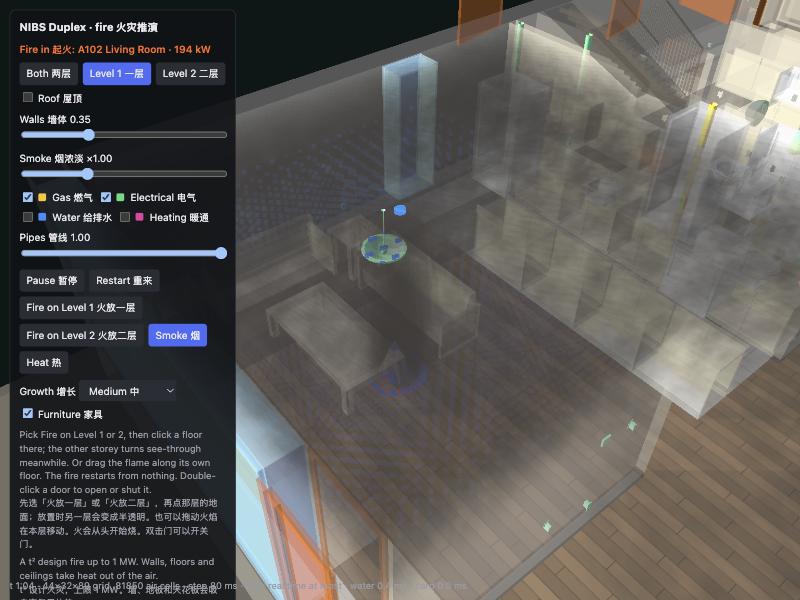 NIBS Duplex · fire 火灾推演
Fire in 起火: A102 Living Room · 194 kW
Both 两层
Level 1 一层
Level 2 二层
Roof 屋顶
Walls 墙体 0.35
Smoke 烟浓淡 ×1.00
Gas 燃气
Electrical 电气
Water 给排水
Heating 暖通
Pipes 管线 1.00
Pause 暂停
Restart 重来
Fire on Level 1 火放一层
Fire on Level 2 火放二层
Smoke 烟
Heat 热
Growth 增长
Medium 中
Furniture 家具
Pick Fire on Level 1 or 2, then click a floor
there; the other storey turns see-through
meanwhile. Or drag the flame along its own
floor. The fire restarts from nothing. Double-
click a door to open or shut it.
先选「火放一层」或「火放二层」，再点那层的地
面；放置时另一层会变成半透明。也可以拖动火焰
在本层移动。火会从头开始烧。双击门可以开关
门。
A t² design fire up to 1 MW. Walls, floors and
ceilings take heat out of the air.